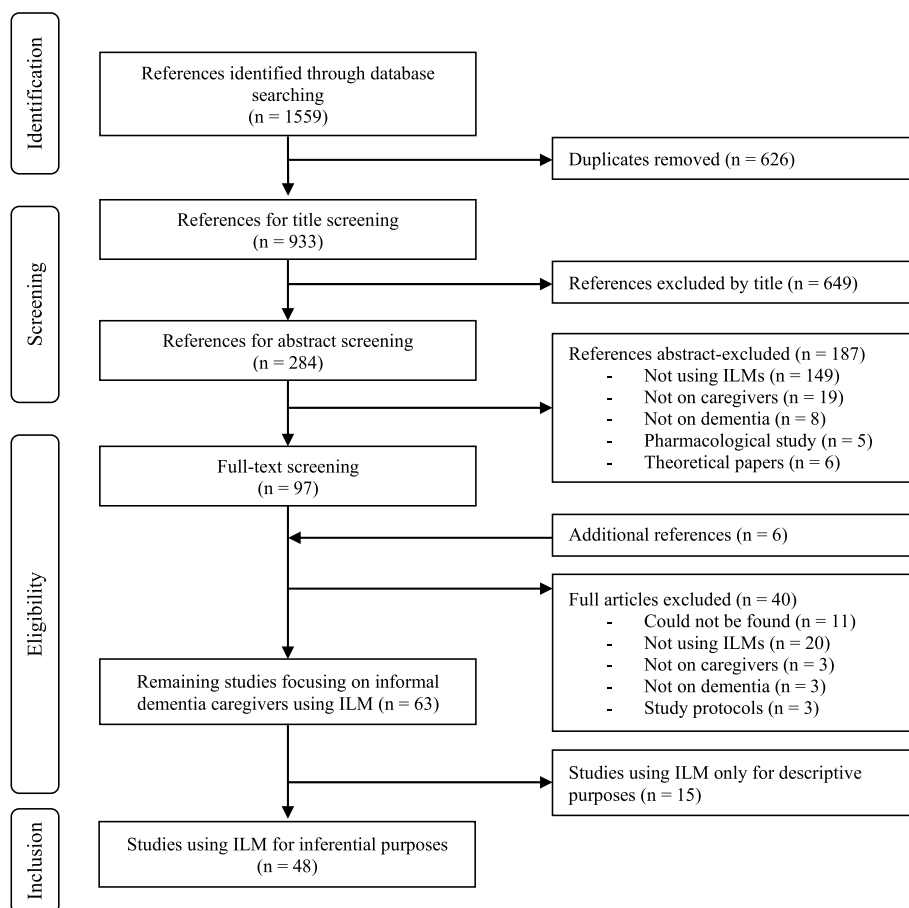 Identification
References identified through database
searching
(n = 1559)
Duplicates removed (n = 626)
Screening
References for title screening
(n = 933)
References excluded by title (n = 649)
References for abstract screening
(n = 284)
References abstract-excluded (n = 187)
- Not using ILMs (n = 149)
- Not on caregivers (n = 19)
- Not on dementia (n = 8)
- Pharmacological study (n = 5)
- Theoretical papers (n = 6)
Eligibility
Full-text screening
(n = 97)
Additional references (n = 6)
Full articles excluded (n = 40)
- Could not be found (n = 11)
- Not using ILMs (n = 20)
- Not on caregivers (n = 3)
- Not on dementia (n = 3)
- Study protocols (n = 3)
Remaining studies focusing on informal
dementia caregivers using ILM (n = 63)
Studies using ILM only for descriptive
purposes (n = 15)
Inclusion
Studies using ILM for inferential purposes
(n = 48)